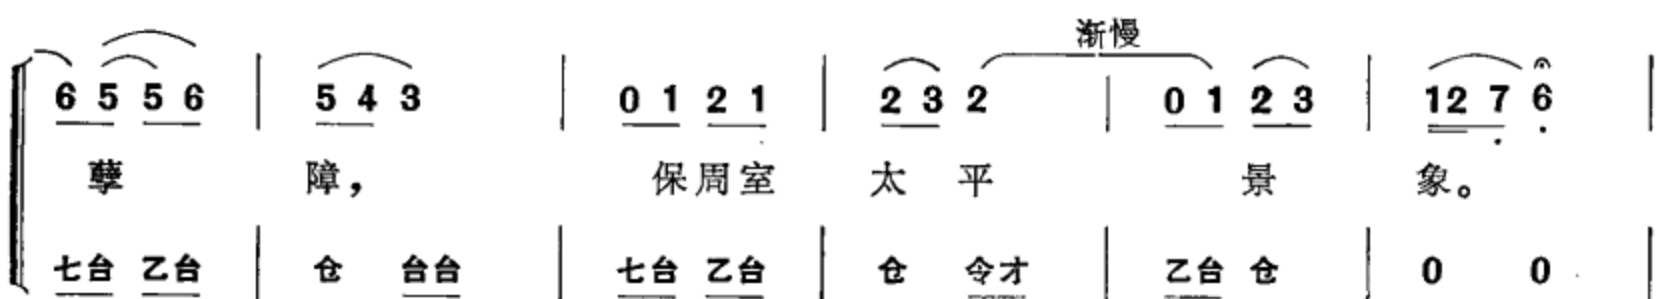 渐慢
6 5 5 6 | 5 4 3 | 0 1 2 1 | 2 3 2 | 0 1 2 3 | 12 7 6 |
孽 障， 保周室 太 平 景 象。
七台 乙台 | 仓 台台 | 七台 乙台 | 仓 令才 | 乙台 仓 | 0 0 |